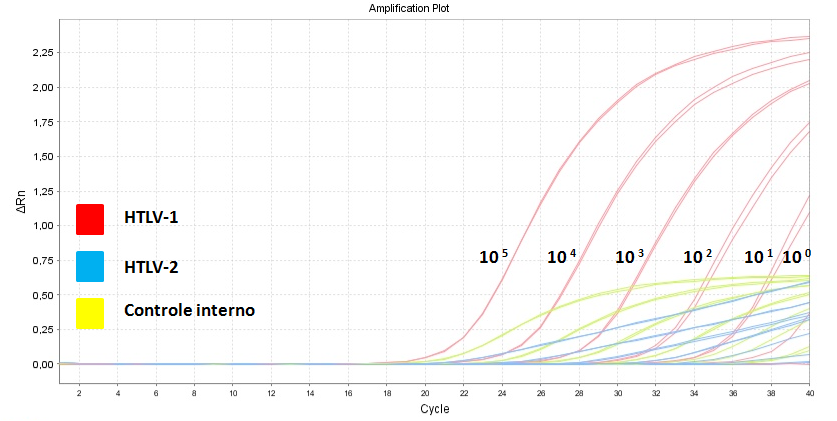 Amplification Plot
2,25
2,00
1,75
1,50
1,25
1,00
0,75
0,50
0,25
0,00
ΔRn
HTLV-1
HTLV-2
Controle interno
10 5 10 4 10 3 10 2 10 1 10 0
2 4 6 8 10 12 14 16 18 20 22 24 26 28 30 32 34 36 38 40
Cycle